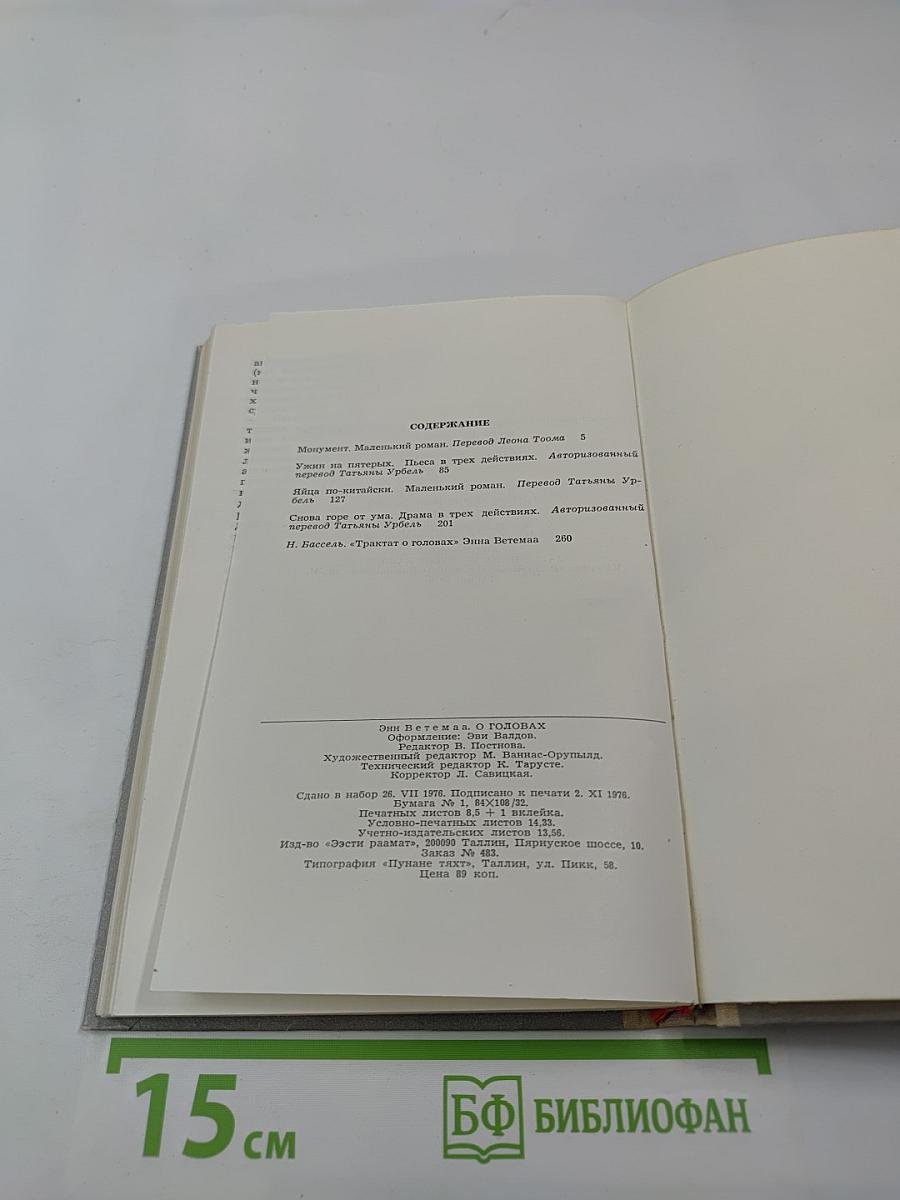 СОДЕРЖАНИЕ
Монумент. Маленький роман. Перевод Леона Тоома 5
Ужин на пятерых. Пьеса в трех действиях. Авторизованный
перевод Татьяны Урбель 85
Яйца по-китайски. Маленький роман. Перевод Татьяны Ур-
бель 127
Снова горе от ума. Драма в трех действиях. Авторизованный
перевод Татьяны Урбель 201
Н. Бассель. «Трактат о головах» Энна Ветемаа 260
Энн Ветемаа. О ГОЛОВАХ
Оформление: Эви Валдов.
Редактор В. Постнова.
Художественный редактор М. Ваннас-Орупылд.
Технический редактор К. Тарусте.
Корректор Л. Савицкая.
Сдано в набор 26. VII 1976. Подписано к печати 2. XI 1976.
Бумага № 1, 84×108/32.
Печатных листов 8,5 + 1 вклейка.
Условно-печатных листов 14,33.
Учетно-издательских листов 13,56.
Изд-во «Ээсти раамат», 200090 Таллин, Пярнуское шоссе, 10.
Заказ № 483.
Типография «Пунане тяхт», Таллин, ул. Пикк, 58.
Цена 89 коп.
15 см
БФ БИБЛИОФАН